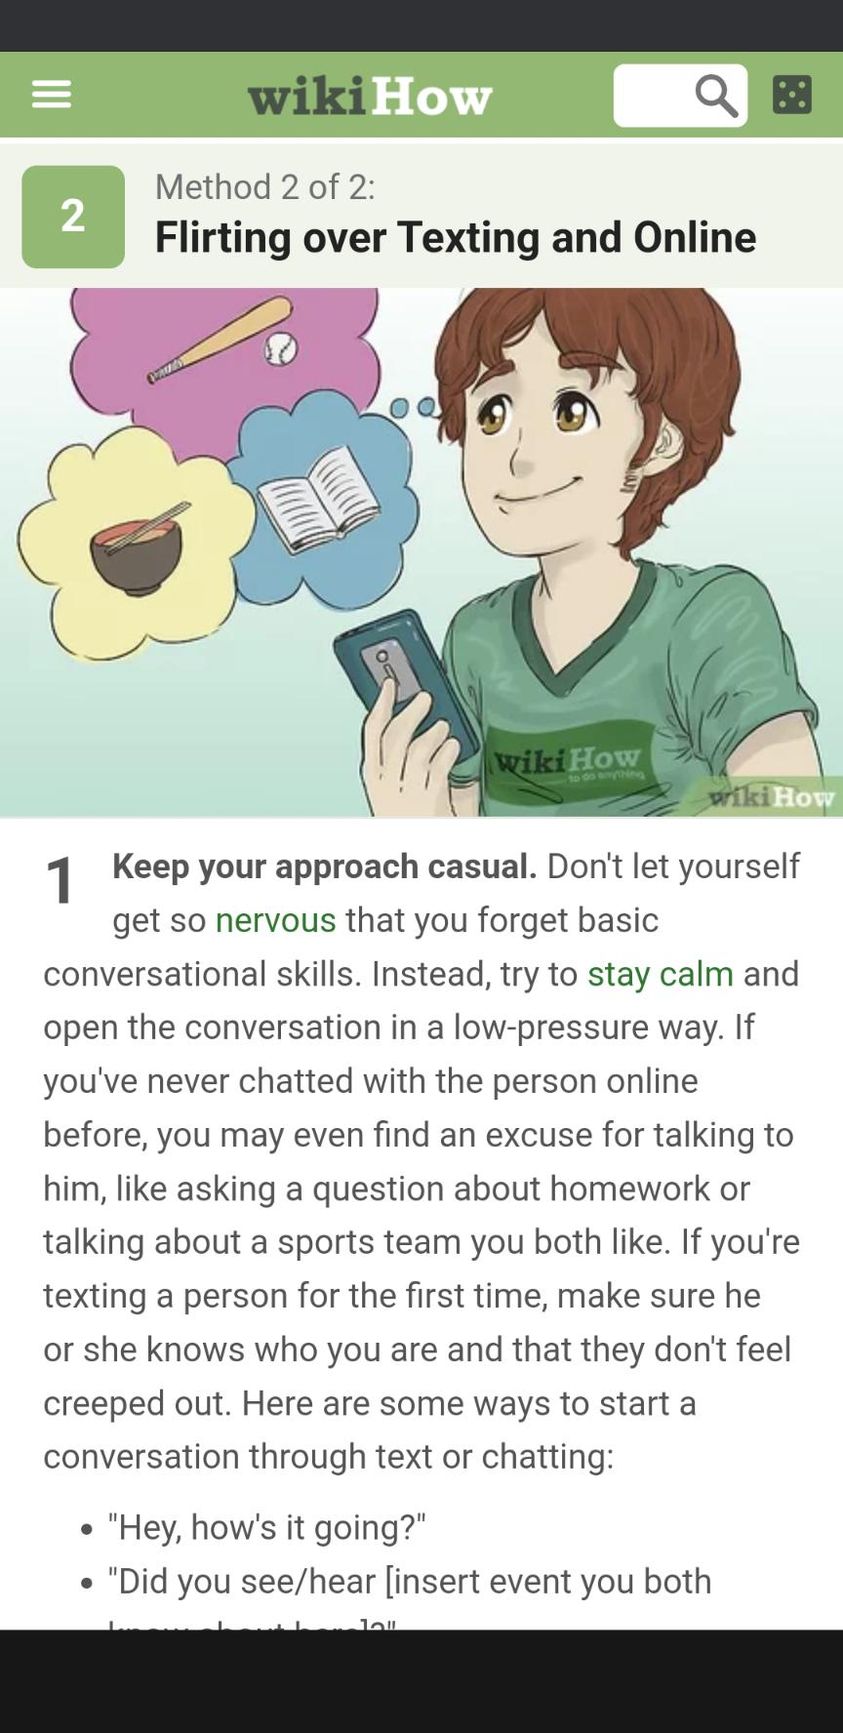 wikiHow
2
Method 2 of 2:
Flirting over Texting and Online
wikiHow
to do anything
wikiHow
1 Keep your approach casual. Don't let yourself
get so nervous that you forget basic
conversational skills. Instead, try to stay calm and
open the conversation in a low-pressure way. If
you've never chatted with the person online
before, you may even find an excuse for talking to
him, like asking a question about homework or
talking about a sports team you both like. If you're
texting a person for the first time, make sure he
or she knows who you are and that they don't feel
creeped out. Here are some ways to start a
conversation through text or chatting:
• "Hey, how's it going?"
• "Did you see/hear [insert event you both
know about here]?"